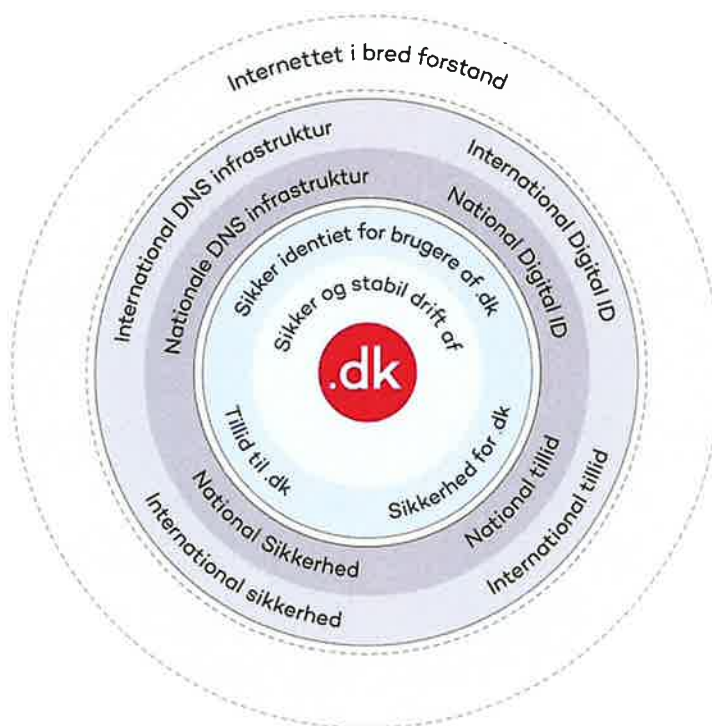 Internettet i bred forstand
International DNS infrastruktur
International Digital ID
Nationale DNS infrastruktur
National Digital ID
Sikker identiet for brugere af .dk
Sikker og stabil drift af
.dk
Tillid til .dk
Sikkerhed for .dk
National Sikkerhed
National tillid
International sikkerhed
International tillid